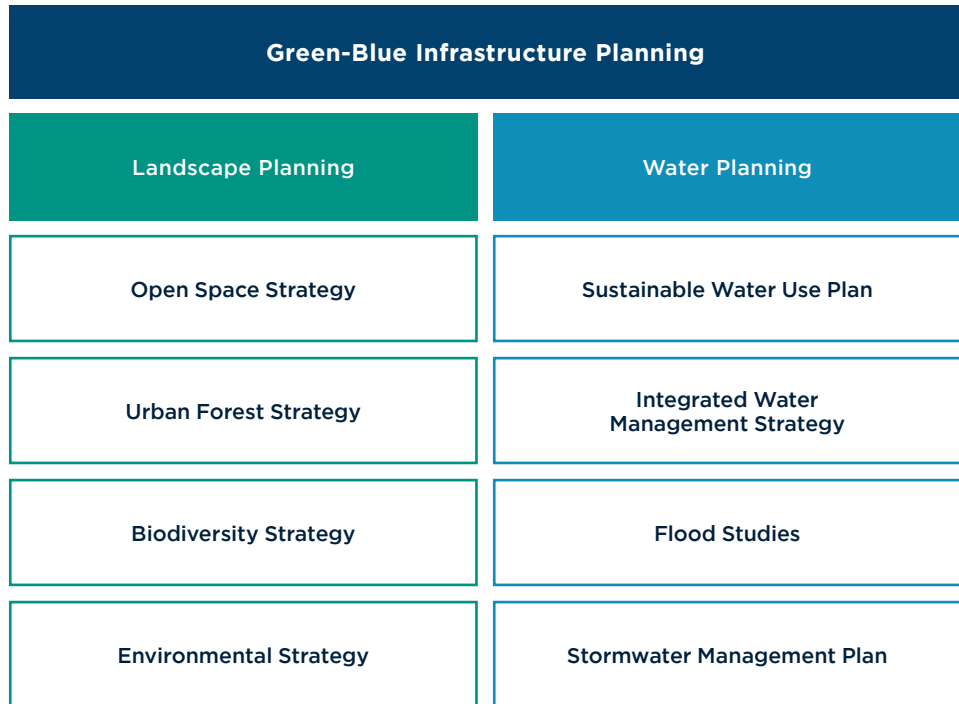 Green-Blue Infrastructure Planning
Landscape Planning
Water Planning
Open Space Strategy
Sustainable Water Use Plan
Urban Forest Strategy
Integrated Water
Management Strategy
Biodiversity Strategy
Flood Studies
Environmental Strategy
Stormwater Management Plan